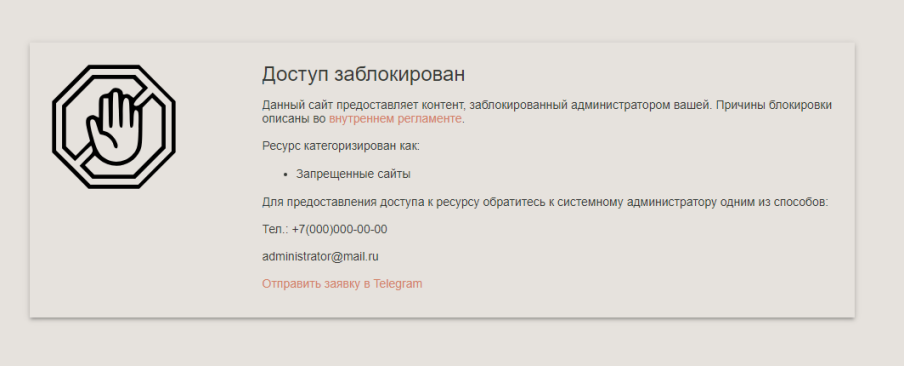 Доступ заблокирован
Данный сайт предоставляет контент, заблокированный администратором вашей. Причины блокировки
описаны во внутреннем регламенте.
Ресурс категоризирован как:
• Запрещенные сайты
Для предоставления доступа к ресурсу обратитесь к системному администратору одним из способов:
Тел.: +7(000)000-00-00
administrator@mail.ru
Отправить заявку в Telegram